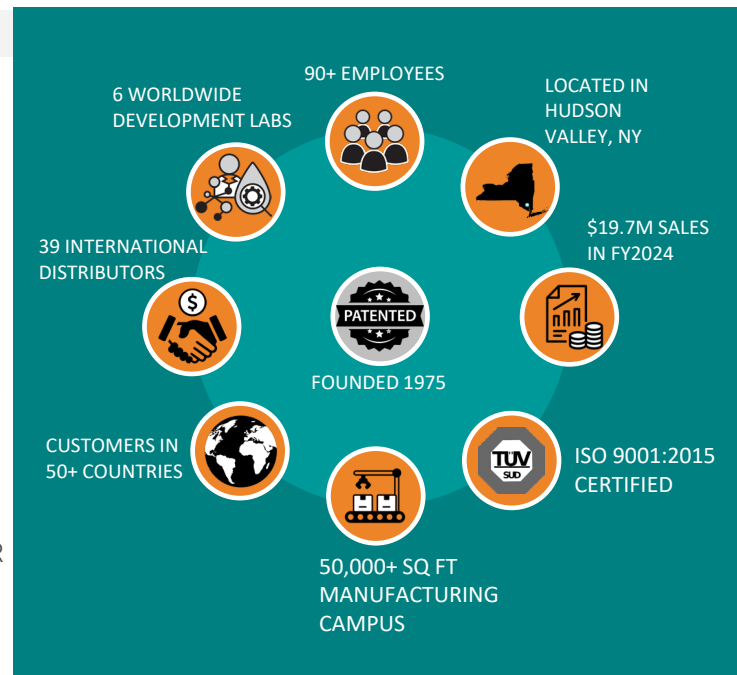 90+ EMPLOYEES
6 WORLDWIDE
DEVELOPMENT LABS
LOCATED IN
HUDSON
VALLEY, NY
39 INTERNATIONAL
DISTRIBUTORS
$
$19.7M SALES
IN FY2024
PATENTED
FOUNDED 1975
CUSTOMERS IN
50+ COUNTRIES
TÜV
SUD
ISO 9001:2015
CERTIFIED
R
50,000+ SQ FT
MANUFACTURING
CAMPUS